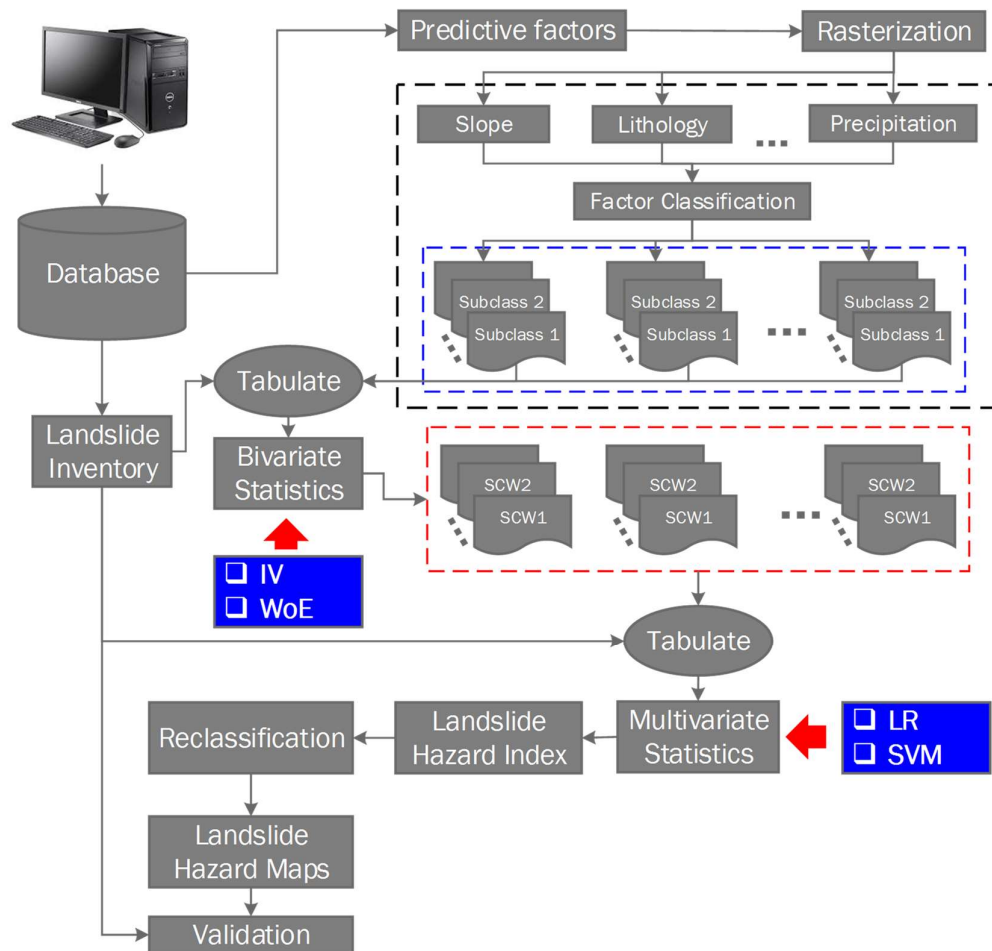 Predictive factors
Rasterization
Slope
Lithology
Precipitation
Factor Classification
Database
Subclass 2
Subclass 1
Subclass 2
Subclass 1
Subclass 2
Subclass 1
Tabulate
Landslide
Inventory
Bivariate
Statistics
SCW2
SCW1
SCW2
SCW1
SCW2
SCW1
IV
WoE
Tabulate
Multivariate
Statistics
LR
SVM
Landslide
Hazard Index
Reclassification
Landslide
Hazard Maps
Validation